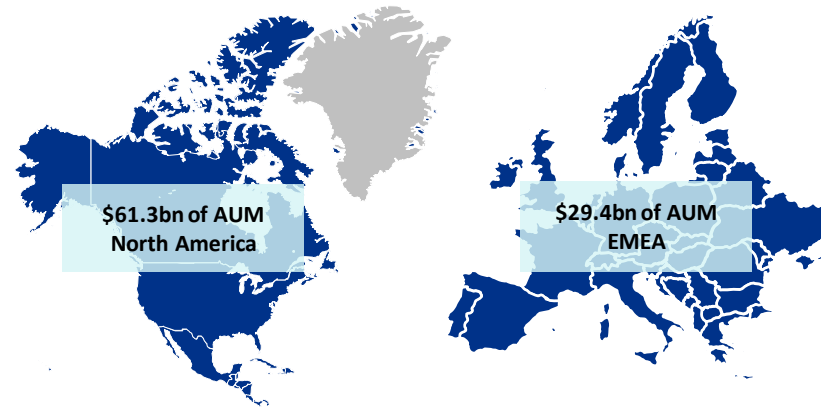 $61.3bn of AUM
North America
$29.4bn of AUM
EMEA